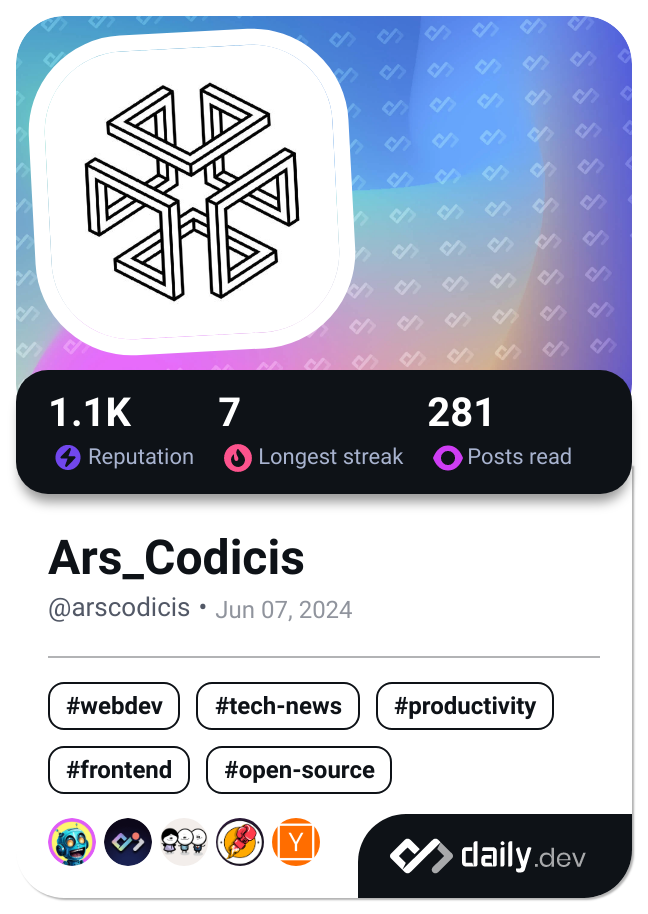 1.1K 7 281
Reputation Longest streak Posts read
Ars_Codicis
@arscodicis • Jun 07, 2024
#webdev #tech-news #productivity
#frontend #open-source
Y
daily.dev